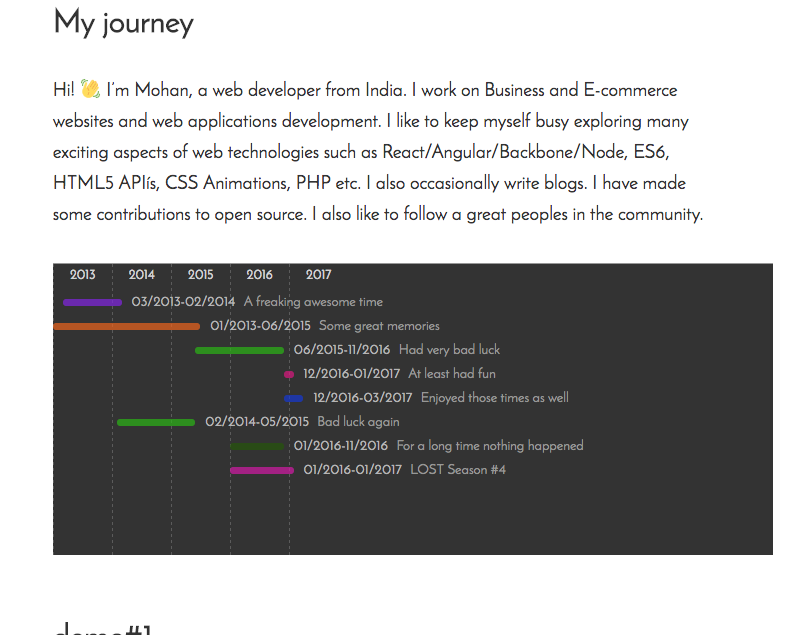 My journey
Hi! 👋 I'm Mohan, a web developer from India. I work on Business and E-commerce
websites and web applications development. I like to keep myself busy exploring many
exciting aspects of web technologies such as React/Angular/Backbone/Node, ES6,
HTML5 APIís, CSS Animations, PHP etc. I also occasionally write blogs. I have made
some contributions to open source. I also like to follow a great peoples in the community.
2013 2014 2015 2016 2017
03/2013-02/2014 A freaking awesome time
01/2013-06/2015 Some great memories
06/2015-11/2016 Had very bad luck
12/2016-01/2017 At least had fun
12/2016-03/2017 Enjoyed those times as well
02/2014-05/2015 Bad luck again
01/2016-11/2016 For a long time nothing happened
01/2016-01/2017 LOST Season #4
demo#1